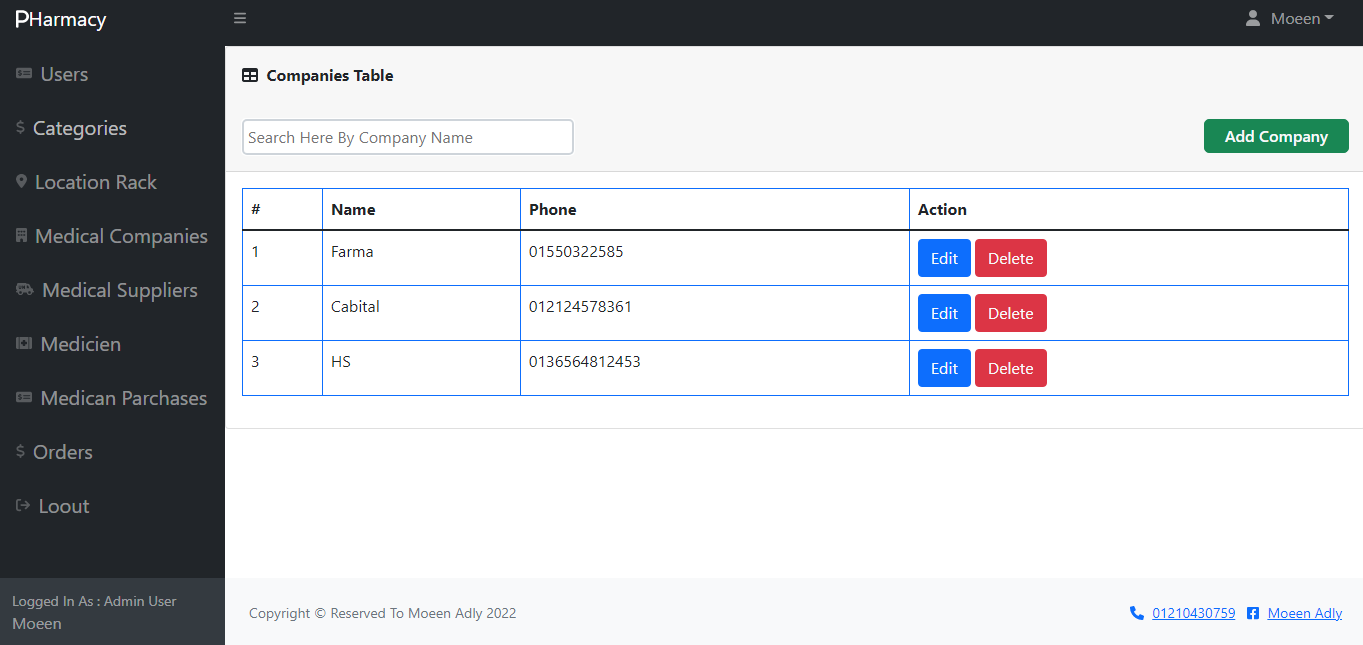 PHarmacy
Moeen
Users
Categories
Location Rack
Medical Companies
Medical Suppliers
Medicien
Medican Parchases
Orders
Loout
Logged In As : Admin User
Moeen
Companies Table
Search Here By Company Name
Add Company
# Name Phone Action
1 Farma 01550322585 Edit Delete
2 Cabital 012124578361 Edit Delete
3 HS 0136564812453 Edit Delete
Copyright © Reserved To Moeen Adly 2022
01210430759 Moeen Adly